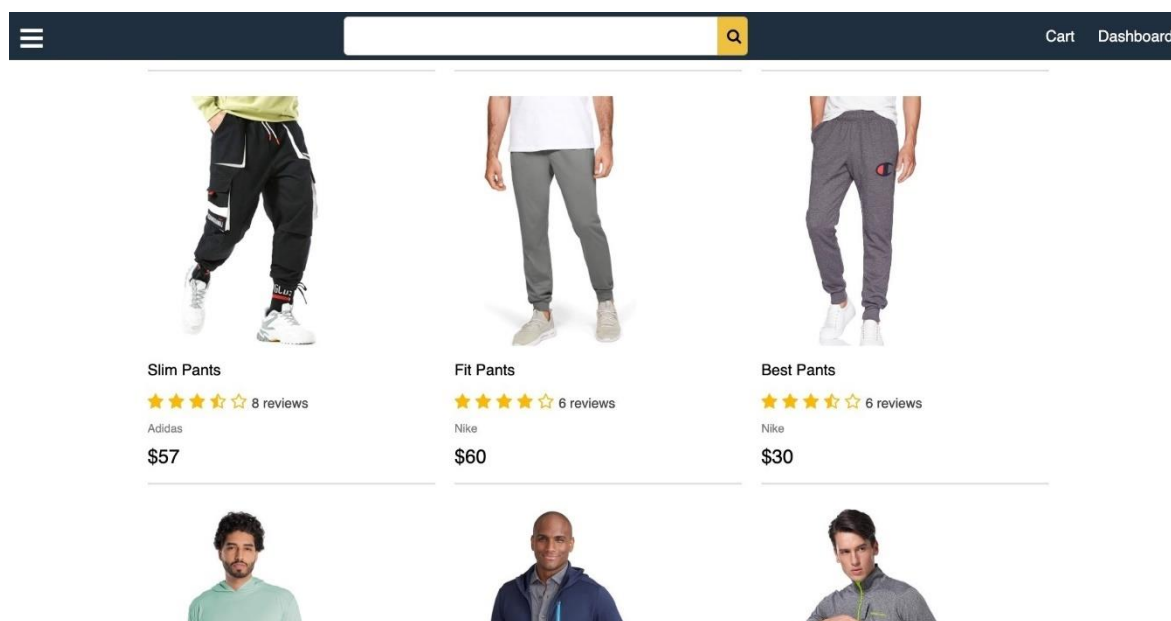 Cart Dashboard
Slim Pants
8 reviews
Adidas
$57
Fit Pants
6 reviews
Nike
$60
Best Pants
6 reviews
Nike
$30